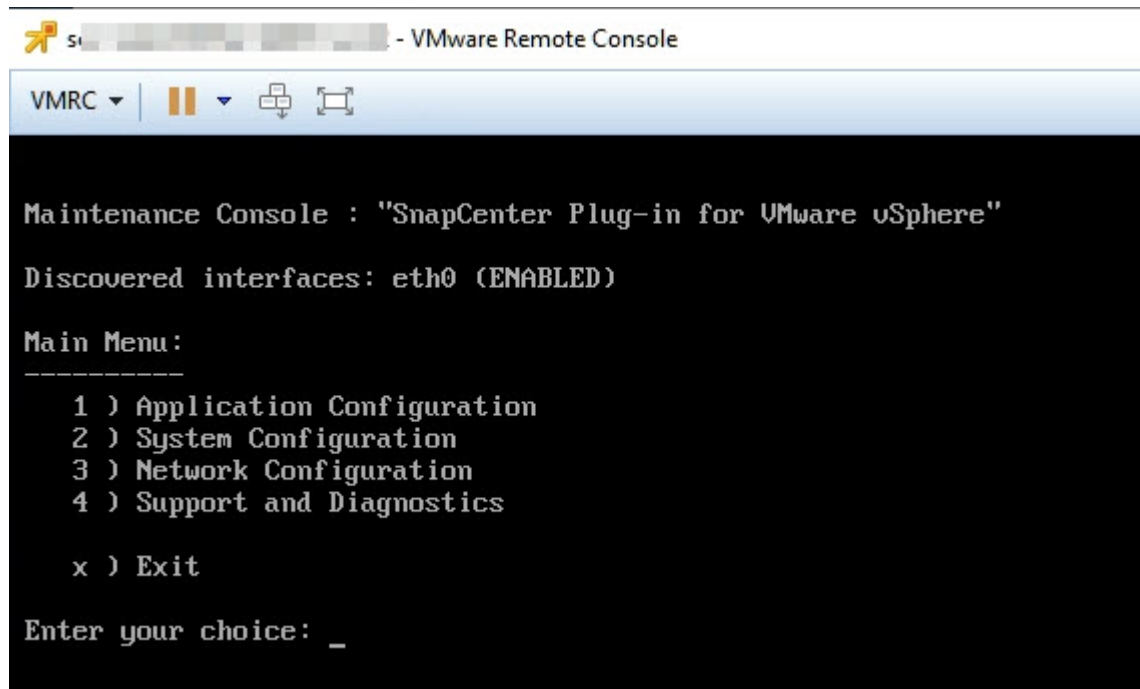 - VMware Remote Console
VMRC
Maintenance Console : "SnapCenter Plug-in for VMware vSphere"
Discovered interfaces: eth0 (ENABLED)
Main Menu:
----------
1 ) Application Configuration
2 ) System Configuration
3 ) Network Configuration
4 ) Support and Diagnostics
x ) Exit
Enter your choice: _